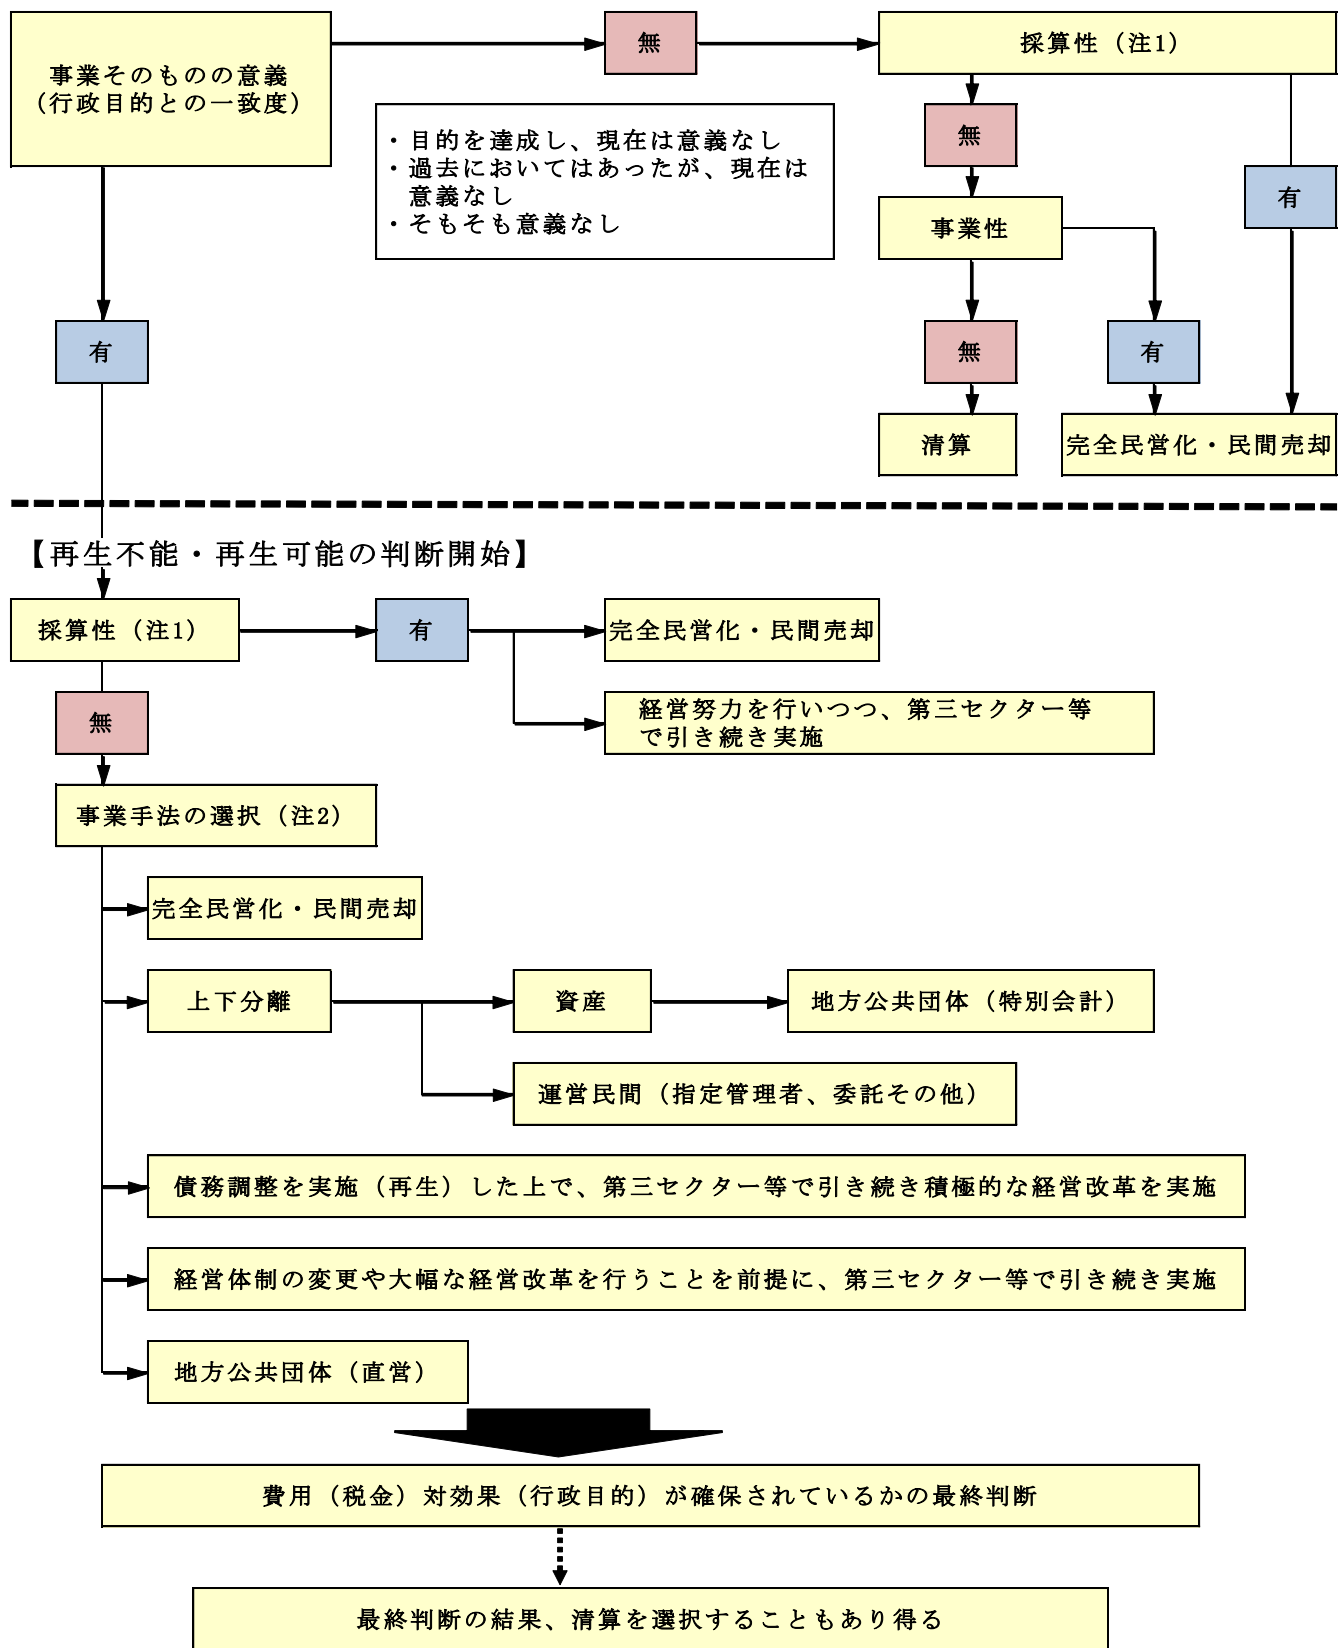 事業そのものの意義
（行政目的との一致度）
無
採算性（注1）
・目的を達成し、現在は意義なし
・過去においてはあったが、現在は
意義なし
・そもそも意義なし
無
有
事業性
有
無
有
清算
完全民営化・民間売却
【再生不能・再生可能の判断開始】
採算性（注1）
有
完全民営化・民間売却
無
経営努力を行いつつ、第三セクター等
で引き続き実施
事業手法の選択（注2）
完全民営化・民間売却
上下分離
資産
地方公共団体（特別会計）
運営民間（指定管理者、委託その他）
債務調整を実施（再生）した上で、第三セクター等で引き続き積極的な経営改革を実施
経営体制の変更や大幅な経営改革を行うことを前提に、第三セクター等で引き続き実施
地方公共団体（直営）
費用（税金）対効果（行政目的）が確保されているかの最終判断
最終判断の結果、清算を選択することもあり得る